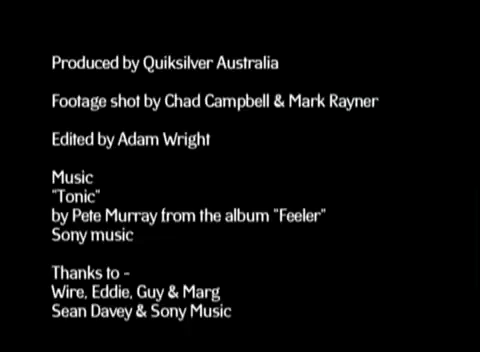 Produced by Quiksilver Australia
Footage shot by Chad Campbell & Mark Rayner
Edited by Adam Wright
Music
"Tonic"
by Pete Murray from the album "Feeler"
Sony music
Thanks to -
Wire, Eddie, Guy & Marg
Sean Davey & Sony Music